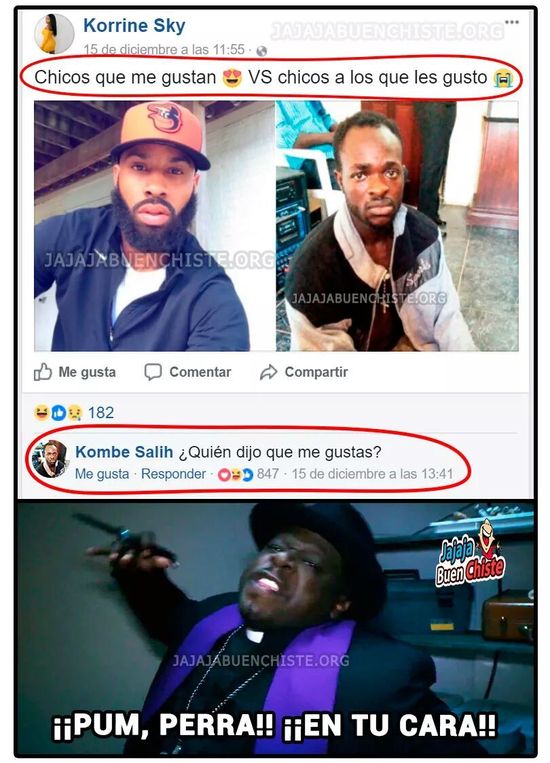 Korrine Sky
JAJAJABUENCHISTE.ORG
15 de diciembre a las 11:55 ·
Chicos que me gustan 😍 VS chicos a los que les gusto 😭
JAJAJABUENCHISTE.ORG
JAJAJABUENCHISTE.ORG
Me gusta Comentar Compartir
182
Kombe Salih ¿Quién dijo que me gustas?
Me gusta · Responder · 847 · 15 de diciembre a las 13:41
Jajaja
Buen Chiste
JAJAJABUENCHISTE.ORG
¡¡PUM, PERRA!! ¡¡EN TU CARA!!